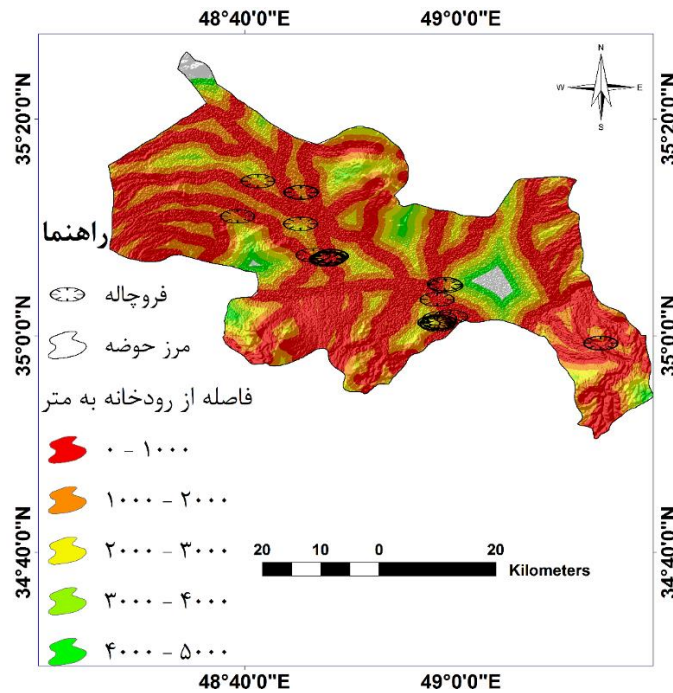 48°40'0"E 49°0'0"E
N
W E
S
35°20'0"N
35°20'0"N
راهنما
فروچاله
مرز حوضه
فاصله از رودخانه به متر
۰ - ۱۰۰۰
۱۰۰۰ - ۲۰۰۰
۲۰۰۰ - ۳۰۰۰
۳۰۰۰ - ۴۰۰۰
۴۰۰۰ - ۵۰۰۰
35°0'0"N
35°0'0"N
20 10 0 20
Kilometers
34°40'0"N
34°40'0"N
48°40'0"E 49°0'0"E